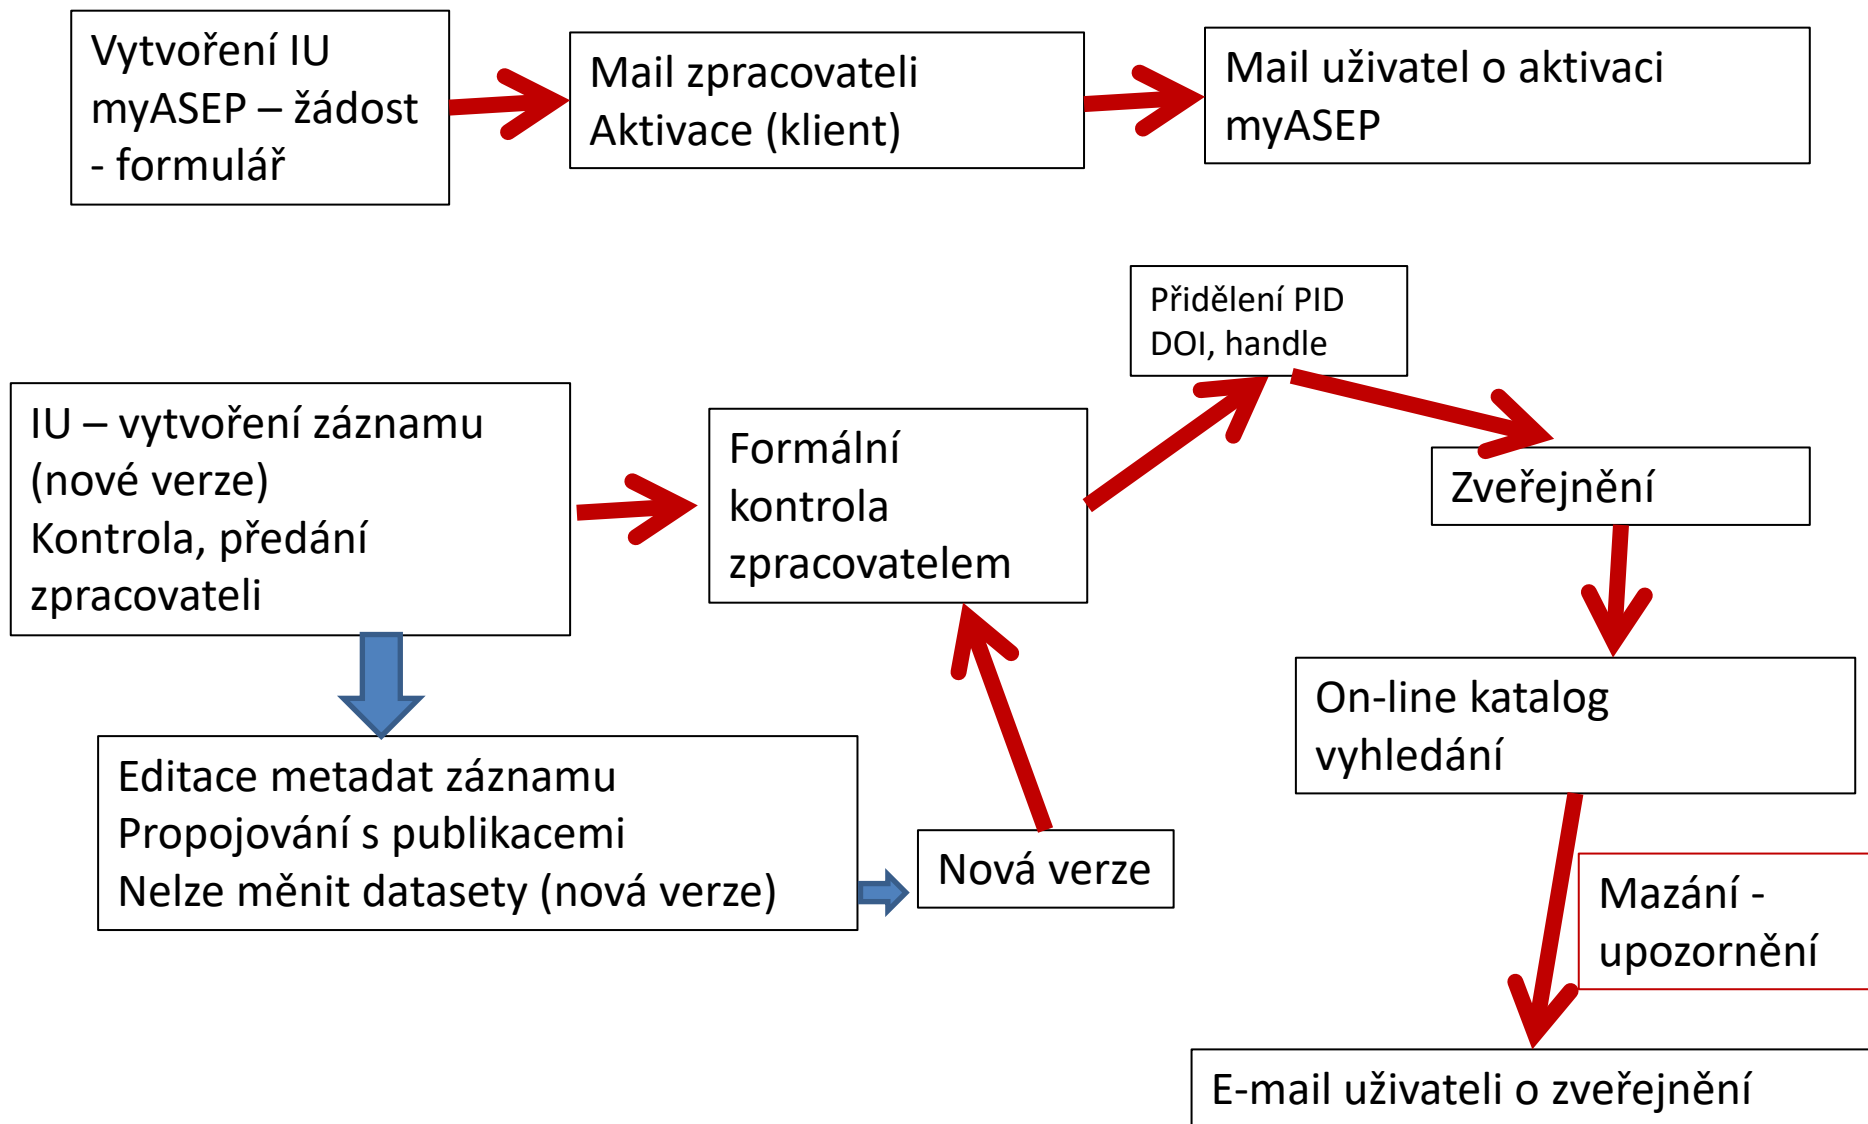 Vytvoření IU
myASEP – žádost
- formulář
Mail zpracovateli
Aktivace (klient)
Mail uživatel o aktivaci
myASEP
Přidělení PID
DOI, handle
IU – vytvoření záznamu
(nové verze)
Kontrola, předání
zpracovateli
Formální
kontrola
zpracovatelem
Zveřejnění
On-line katalog
vyhledání
Editace metadat záznamu
Propojování s publikacemi
Nelze měnit datasety (nová verze)
Nová verze
Mazání -
upozornění
E-mail uživateli o zveřejnění